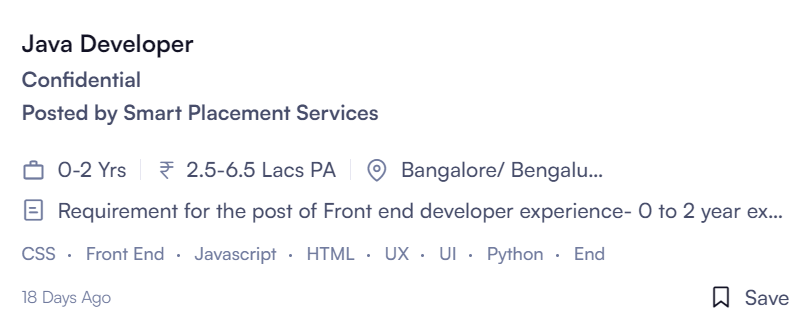 Java Developer
Confidential
Posted by Smart Placement Services
0-2 Yrs ₹ 2.5-6.5 Lacs PA Bangalore/ Bengalu...
Requirement for the post of Front end developer experience- 0 to 2 year ex...
CSS · Front End · Javascript · HTML · UX · UI · Python · End
18 Days Ago Save